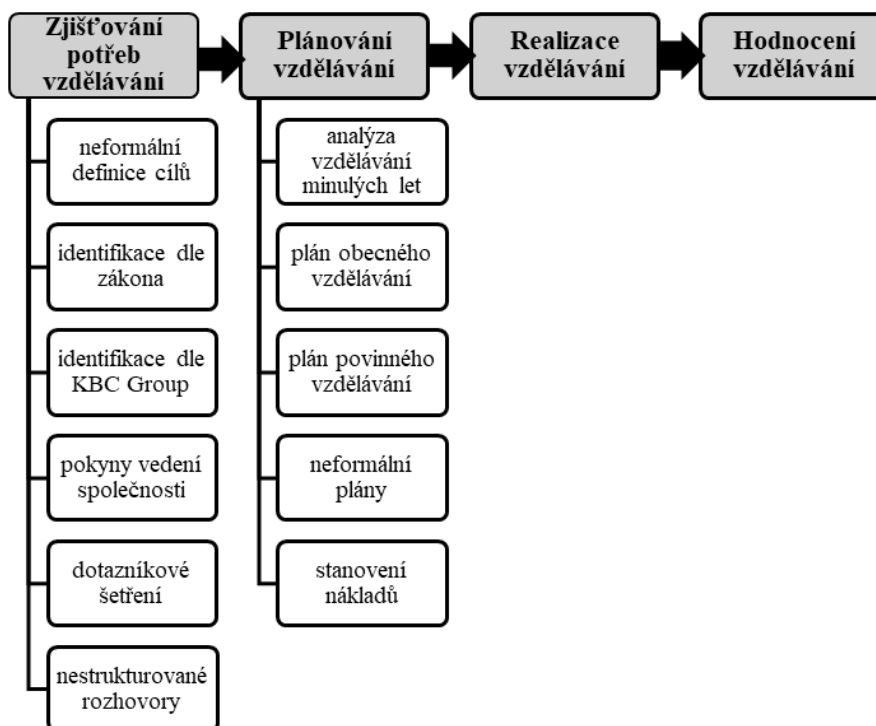 Zjišťování
potřeb
vzdělávání
Plánování
vzdělávání
Realizace
vzdělávání
Hodnocení
vzdělávání
neformální
definice cílů
identifikace dle
zákona
identifikace dle
KBC Group
pokyny vedení
společnosti
dotazníkové
šetření
nestrukturované
rozhovory
analýza
vzdělávání
minulých let
plán obecného
vzdělávání
plán povinného
vzdělávání
neformální
plány
stanovení
nákladů